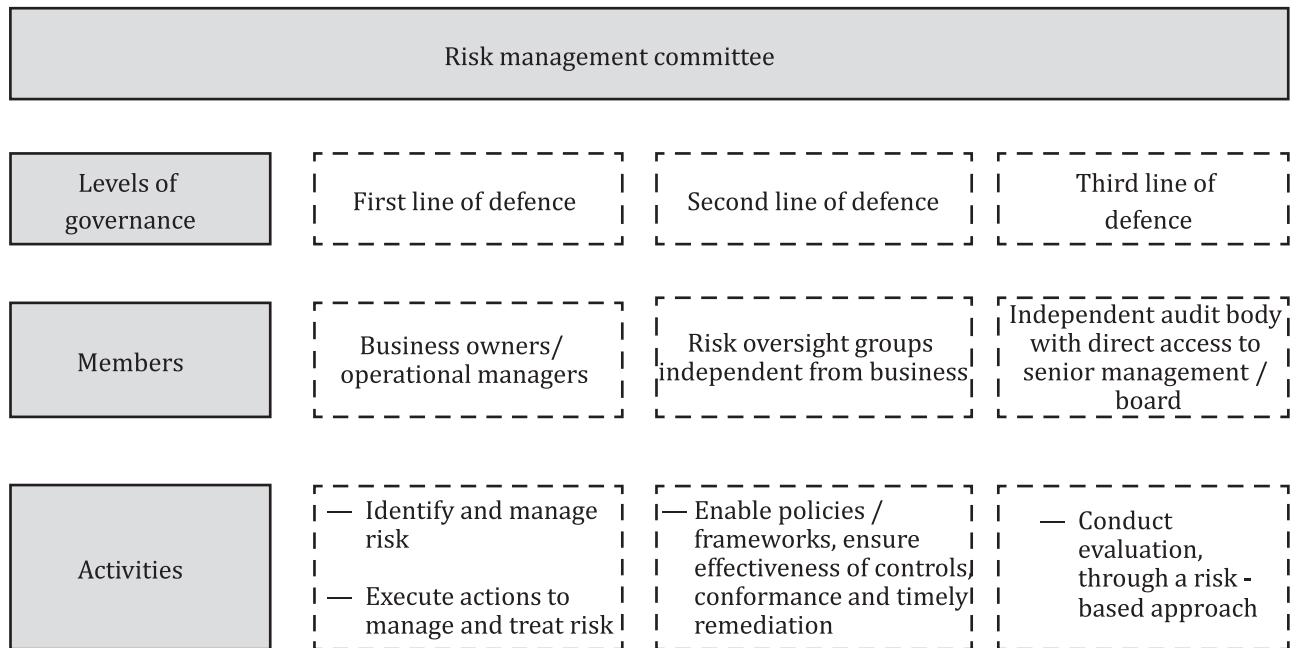 Risk management committee
Levels of
governance
First line of defence
Second line of defence
Third line of
defence
Members
Business owners/
operational managers
Risk oversight groups
independent from business
Independent audit body
with direct access to
senior management /
board
Activities
— Identify and manage
risk
— Execute actions to
manage and treat risk
— Enable policies /
frameworks, ensure
effectiveness of controls,
conformance and timely
remediation
— Conduct
evaluation,
through a risk -
based approach